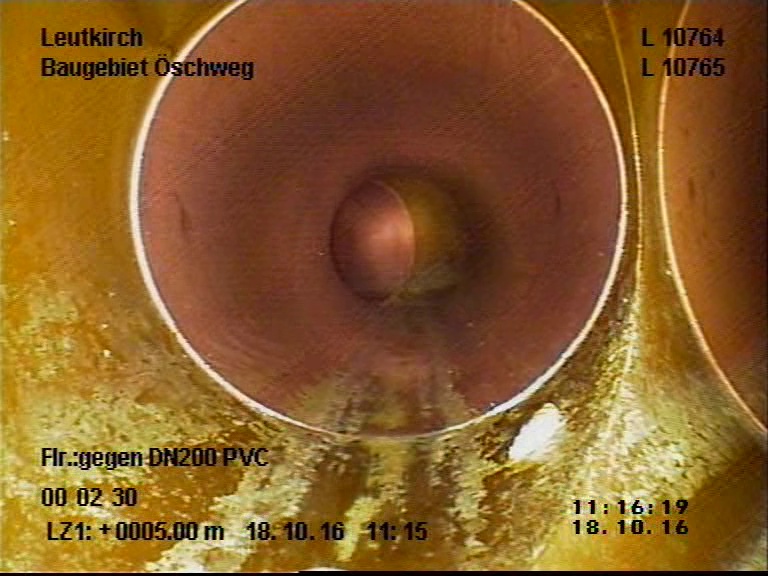 Leutkirch
L 10764
Baugebiet Öschweg
L 10765
Flr.:gegen DN200 PVC
00 02 30
11:16:19
LZ1: +0005.00 m 18.10.16 11:15
18.10.16